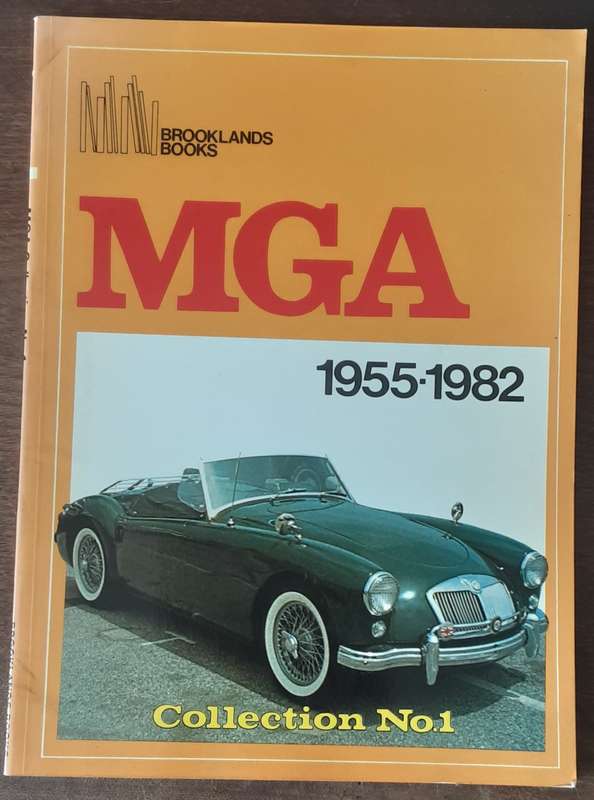 BROOKLANDS
BOOKS
MGA
1955-1982
Collection No.1